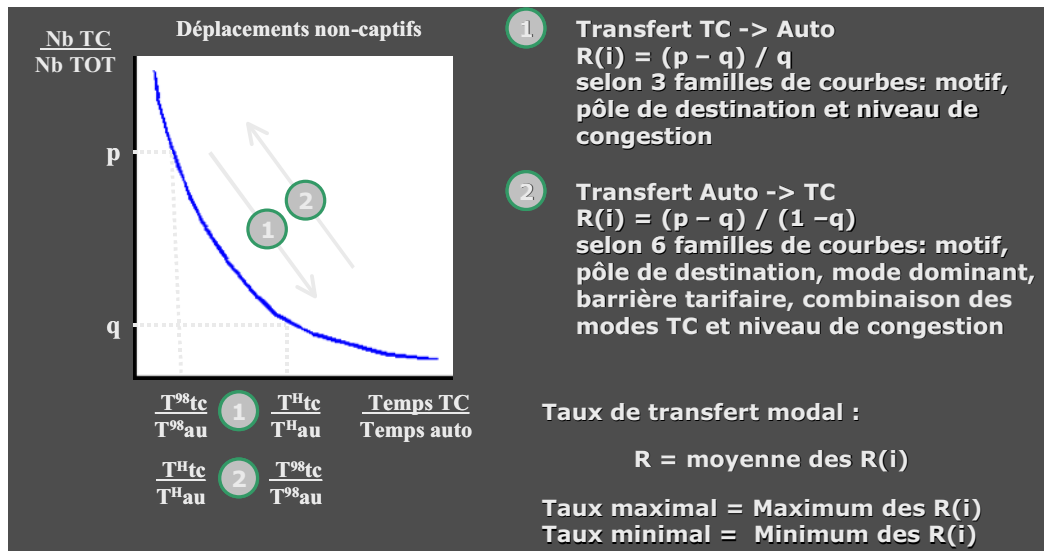 Déplacements non-captifs
Nb TC
Nb TOT
p
q
1
2
T⁹⁸tc
T⁹⁸au
1
Tᴴtc
Tᴴau
Temps TC
Temps auto
Tᴴtc
Tᴴau
2
T⁹⁸tc
T⁹⁸au
1
Transfert TC -> Auto
R(i) = (p – q) / q
selon 3 familles de courbes: motif,
pôle de destination et niveau de
congestion
2
Transfert Auto -> TC
R(i) = (p – q) / (1 –q)
selon 6 familles de courbes: motif,
pôle de destination, mode dominant,
barrière tarifaire, combinaison des
modes TC et niveau de congestion
Taux de transfert modal :
R = moyenne des R(i)
Taux maximal = Maximum des R(i)
Taux minimal =  Minimum des R(i)